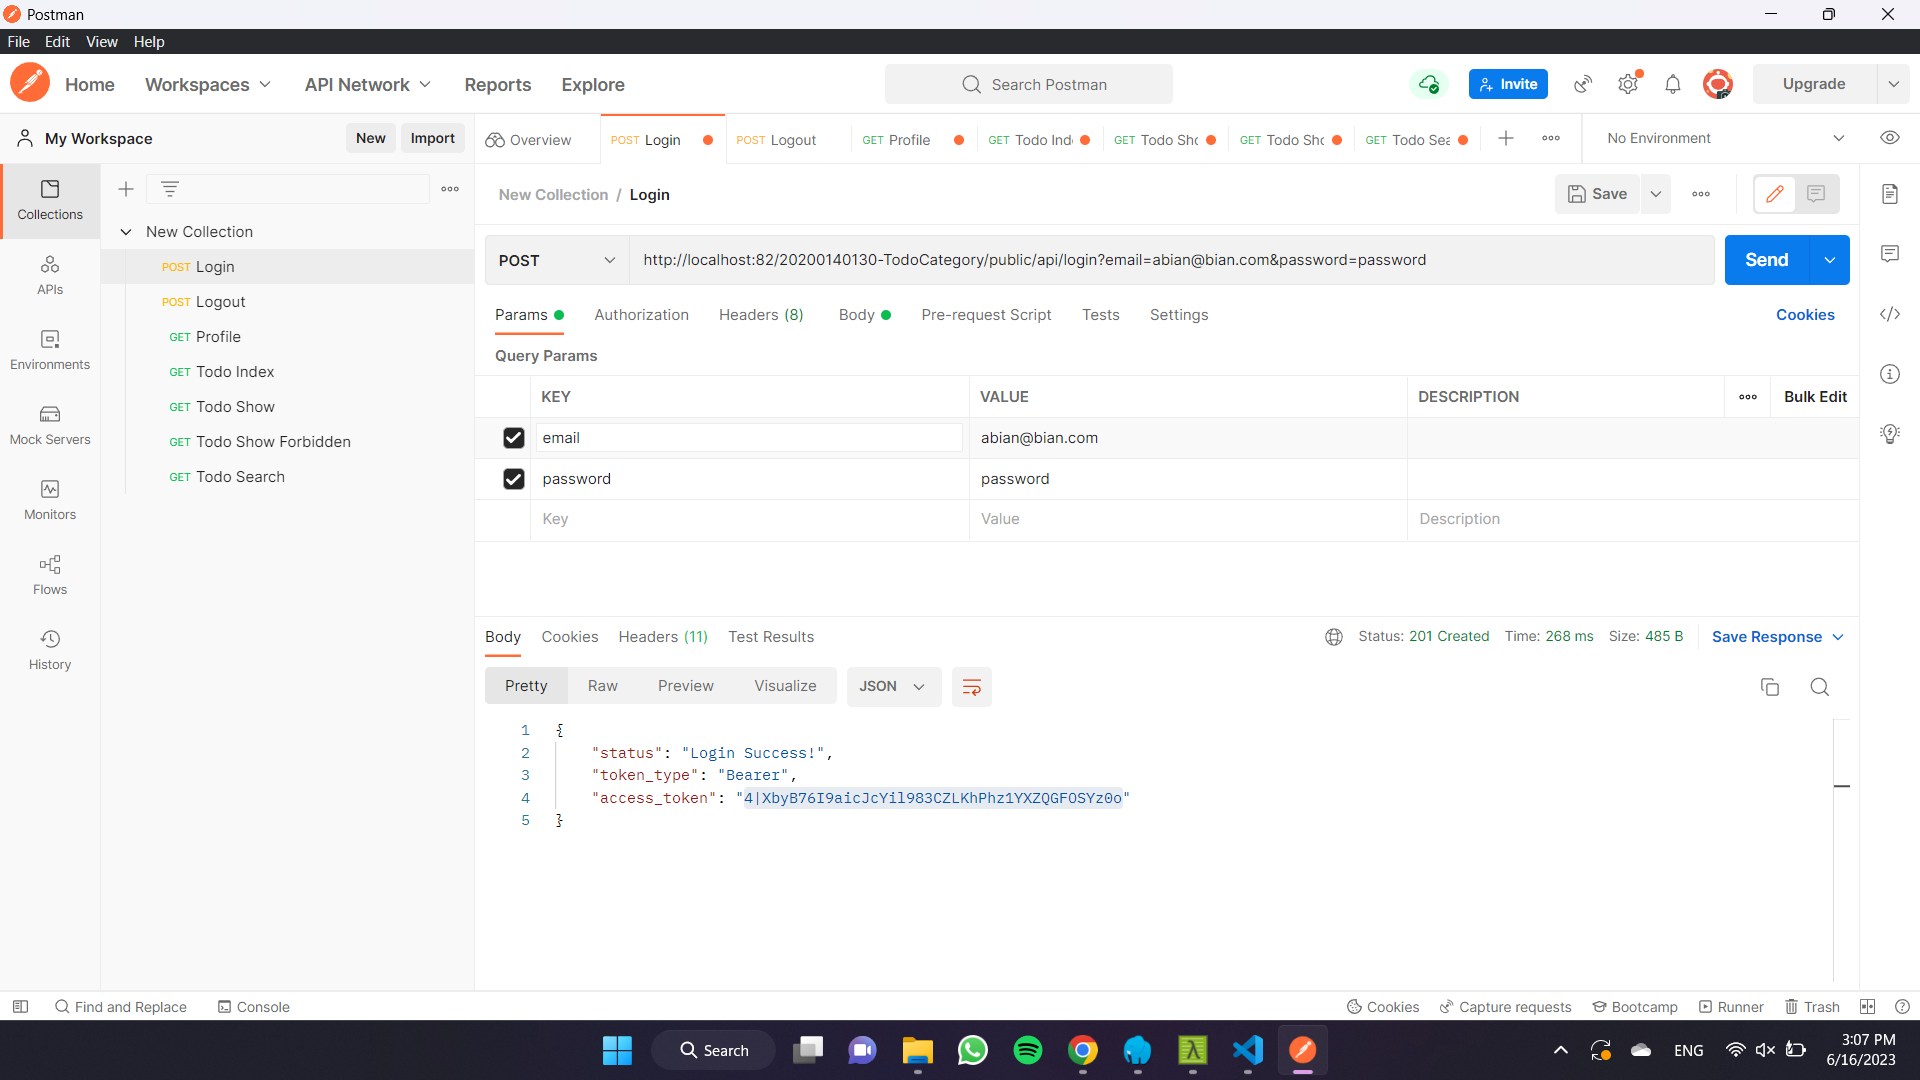 Postman
File Edit View Help
Home Workspaces API Network Reports Explore
Search Postman
Invite
Upgrade
My Workspace
New Import
Overview
POST Login
POST Logout
GET Profile
GET Todo Ind
GET Todo Sho
GET Todo Sho
GET Todo Sea
No Environment
Collections
APIs
Environments
Mock Servers
Monitors
Flows
History
New Collection
POST Login
POST Logout
GET Profile
GET Todo Index
GET Todo Show
GET Todo Show Forbidden
GET Todo Search
New Collection / Login
Save
POST
http://localhost:82/20200140130-TodoCategory/public/api/login?email=abian@bian.com&password=password
Send
Params Authorization Headers (8) Body Pre-request Script Tests Settings
Cookies
Query Params
KEY VALUE DESCRIPTION
Bulk Edit
email abian@bian.com
password password
Key Value Description
Body Cookies Headers (11) Test Results
Status: 201 Created Time: 268 ms Size: 485 B
Save Response
Pretty Raw Preview Visualize JSON
1 {
2 "status": "Login Success!",
3 "token_type": "Bearer",
4 "access_token": "4|XbyB76I9aicJcYil983CZLKhPhz1YXZQGFOSYz0o"
5 }
Find and Replace Console
Cookies Capture requests Bootcamp Runner Trash
Search
ENG
3:07 PM
6/16/2023